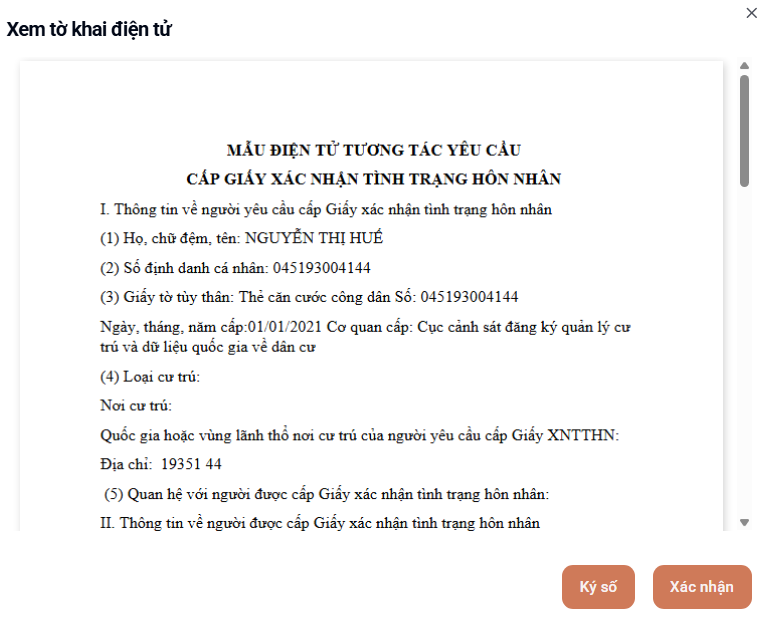 Xem tờ khai điện tử
MẪU ĐIỆN TỬ TƯƠNG TÁC YÊU CẦU
CẤP GIẤY XÁC NHẬN TÌNH TRẠNG HÔN NHÂN
I. Thông tin về người yêu cầu cấp Giấy xác nhận tình trạng hôn nhân
(1) Họ, chữ đệm, tên: NGUYỄN THỊ HUẾ
(2) Số định danh cá nhân: 045193004144
(3) Giấy tờ tùy thân: Thẻ căn cước công dân Số: 045193004144
Ngày, tháng, năm cấp:01/01/2021 Cơ quan cấp: Cục cảnh sát đăng ký quản lý cư
trú và dữ liệu quốc gia về dân cư
(4) Loại cư trú:
Nơi cư trú:
Quốc gia hoặc vùng lãnh thổ nơi cư trú của người yêu cầu cấp Giấy XNTTHN:
Địa chỉ: 19351 44
(5) Quan hệ với người được cấp Giấy xác nhận tình trạng hôn nhân:
II. Thông tin về người được cấp Giấy xác nhận tình trạng hôn nhân
Ký số
Xác nhận